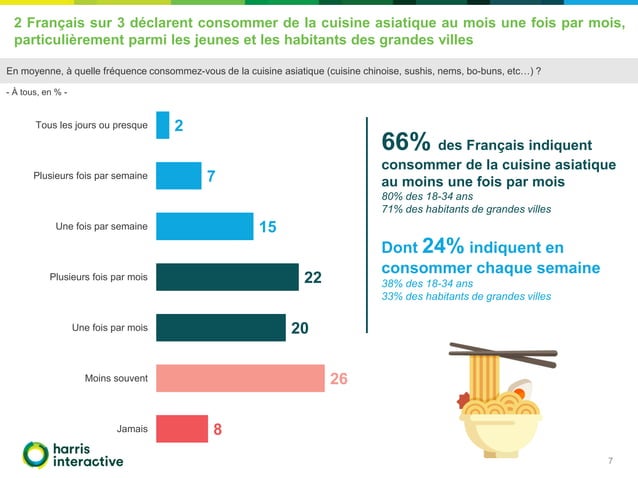 2 Français sur 3 déclarent consommer de la cuisine asiatique au mois une fois par mois,
particulièrement parmi les jeunes et les habitants des grandes villes
En moyenne, à quelle fréquence consommez-vous de la cuisine asiatique (cuisine chinoise, sushis, nems, bo-buns, etc…) ?
- À tous, en % -
Tous les jours ou presque 2
Plusieurs fois par semaine 7
Une fois par semaine 15
Plusieurs fois par mois 22
Une fois par mois 20
Moins souvent 26
Jamais 8
66% des Français indiquent
consommer de la cuisine asiatique
au moins une fois par mois
80% des 18-34 ans
71% des habitants de grandes villes
Dont 24% indiquent en
consommer chaque semaine
38% des 18-34 ans
33% des habitants de grandes villes
harris
interactive
7